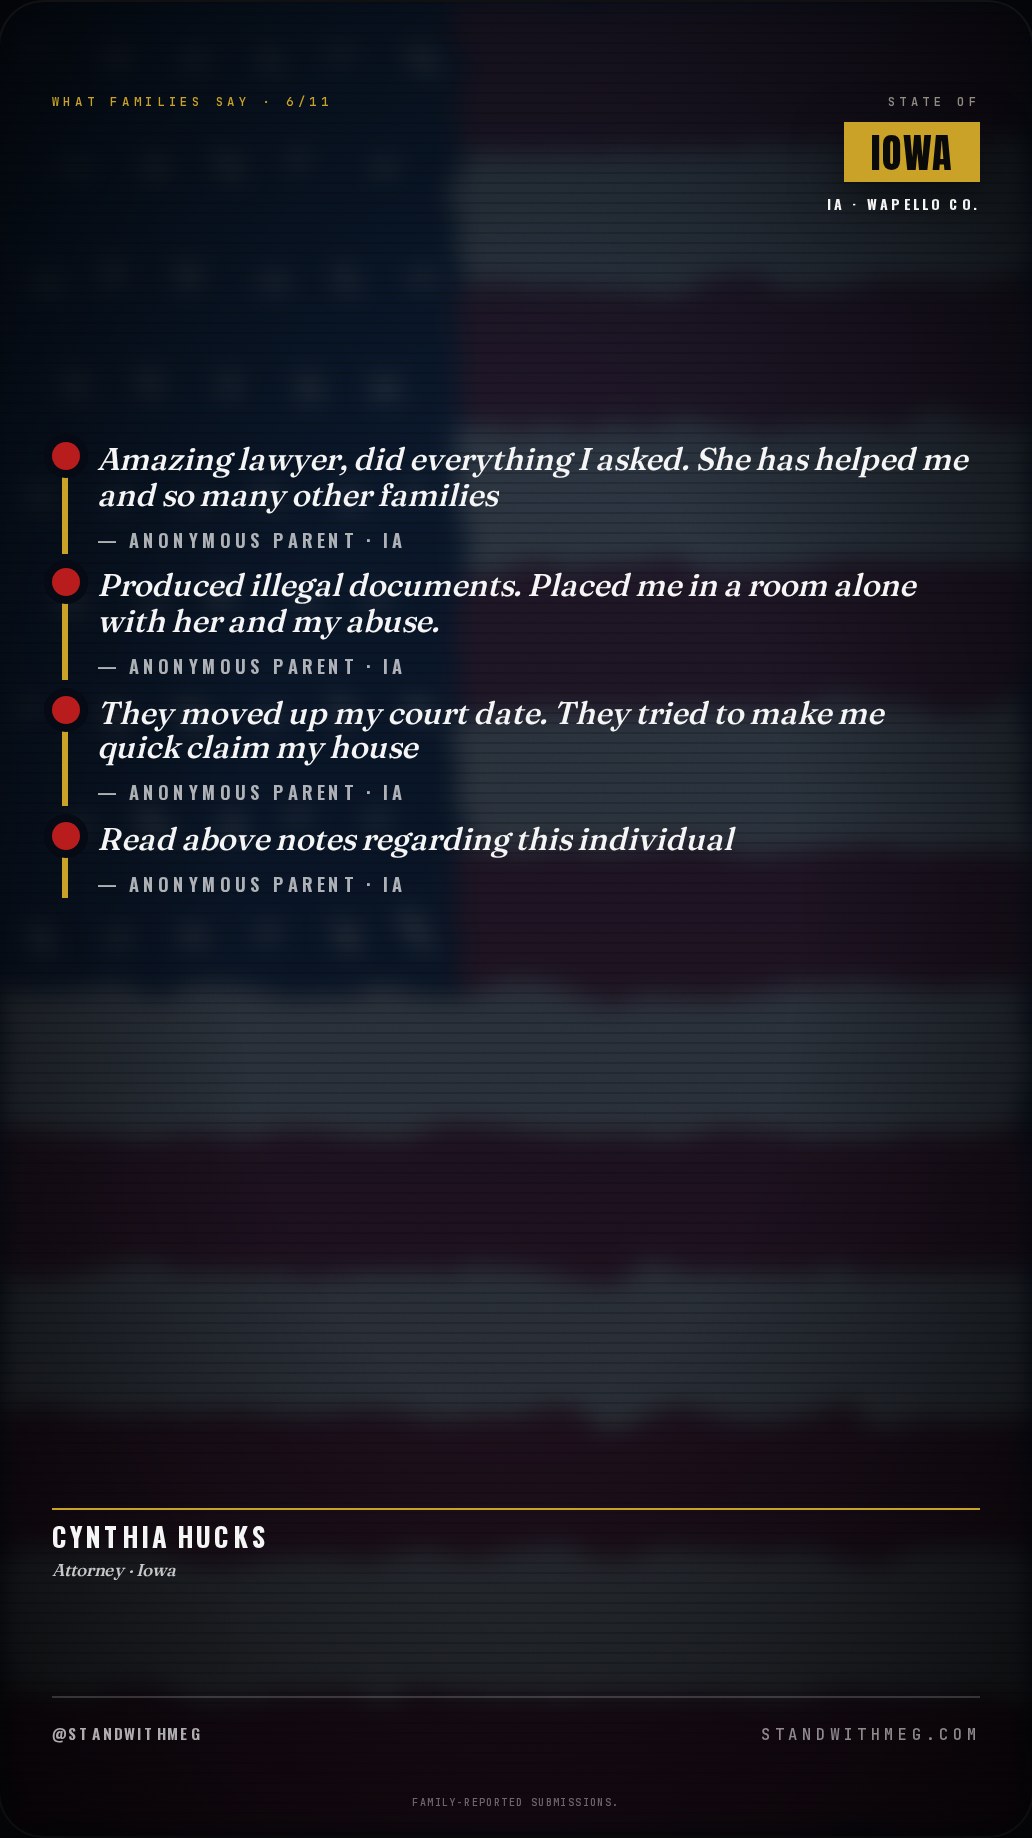 WHAT FAMILIES SAY · 6/11
STATE OF
IOWA
IA · WAPELLO CO.
Amazing lawyer, did everything I asked. She has helped me
and so many other families
— ANONYMOUS PARENT · IA
Produced illegal documents. Placed me in a room alone
with her and my abuse.
— ANONYMOUS PARENT · IA
They moved up my court date. They tried to make me
quick claim my house
— ANONYMOUS PARENT · IA
Read above notes regarding this individual
— ANONYMOUS PARENT · IA
CYNTHIA HUCKS
Attorney · Iowa
@STANDWITHMEG
STANDWITHMEG.COM
FAMILY-REPORTED SUBMISSIONS.